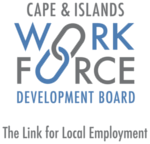 CAPE & ISLANDS
WORK
FORCE
DEVELOPMENT BOARD
The Link for Local Employment